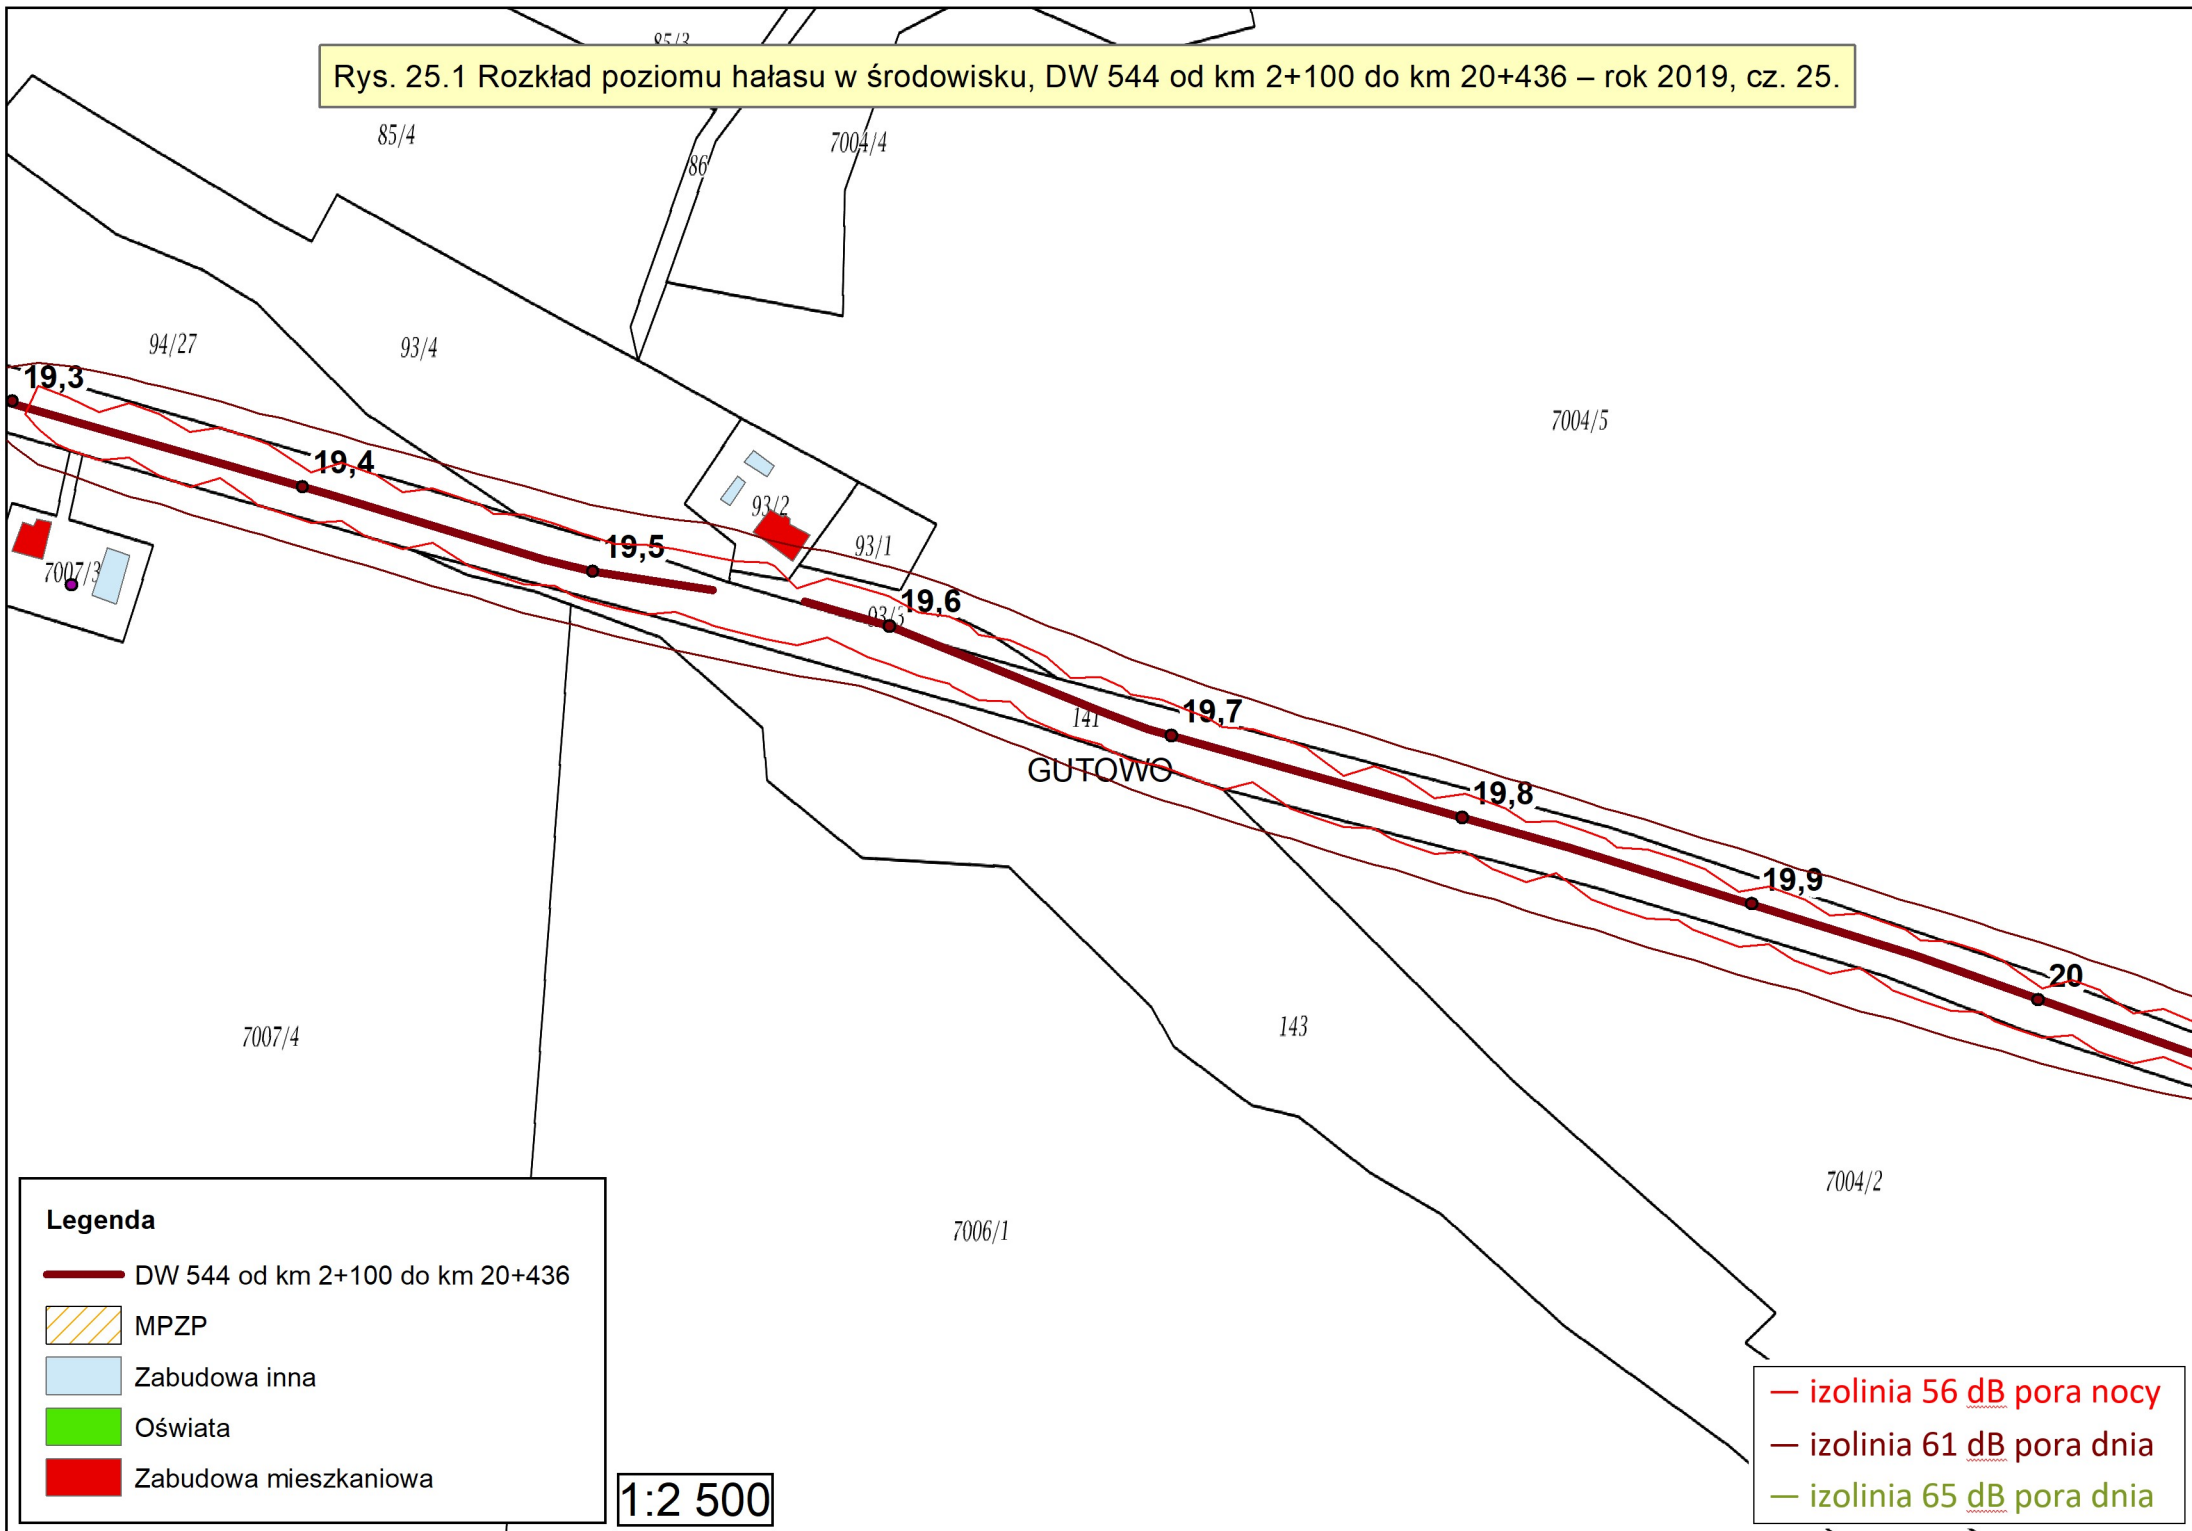 85/3
Rys. 25.1 Rozkład poziomu hałasu w środowisku, DW 544 od km 2+100 do km 20+436 – rok 2019, cz. 25.
85/4
86
7004/4
94/27
93/4
19,3
7004/5
19,4
93/2
19,5
93/1
7007/3
19,6
93/3
19,7
141
GUTOWO
19,8
19,9
20
7007/4
143
7004/2
7006/1
Legenda
DW 544 od km 2+100 do km 20+436
MPZP
Zabudowa inna
Oświata
Zabudowa mieszkaniowa
1:2 500
izolinia 56 dB pora nocy
izolinia 61 dB pora dnia
izolinia 65 dB pora dnia